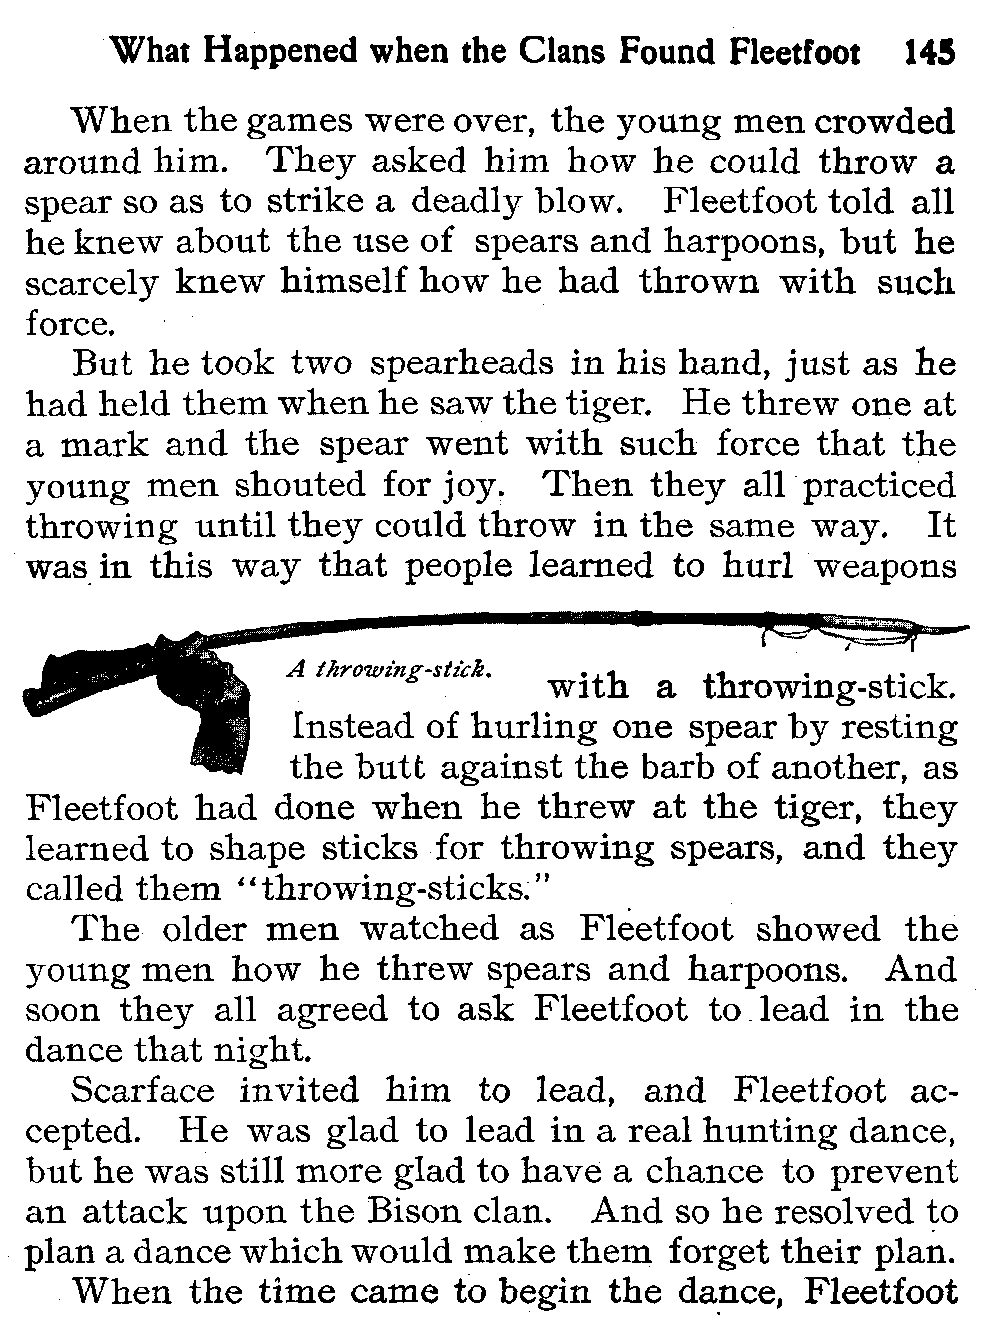 What Happened when the Clans Found Fleetfoot 145
When the games were over, the young men crowded
around him. They asked him how he could throw a
spear so as to strike a deadly blow. Fleetfoot told all
he knew about the use of spears and harpoons, but he
scarcely knew himself how he had thrown with such
force.
But he took two spearheads in his hand, just as he
had held them when he saw the tiger. He threw one at
a mark and the spear went with such force that the
young men shouted for joy. Then they all practiced
throwing until they could throw in the same way. It
was in this way that people learned to hurl weapons
A throwing-stick.
with a throwing-stick.
Instead of hurling one spear by resting
the butt against the barb of another, as
Fleetfoot had done when he threw at the tiger, they
learned to shape sticks for throwing spears, and they
called them "throwing-sticks."
The older men watched as Fleetfoot showed the
young men how he threw spears and harpoons. And
soon they all agreed to ask Fleetfoot to lead in the
dance that night.
Scarface invited him to lead, and Fleetfoot ac-
cepted. He was glad to lead in a real hunting dance,
but he was still more glad to have a chance to prevent
an attack upon the Bison clan. And so he resolved to
plan a dance which would make them forget their plan.
When the time came to begin the dance, Fleetfoot